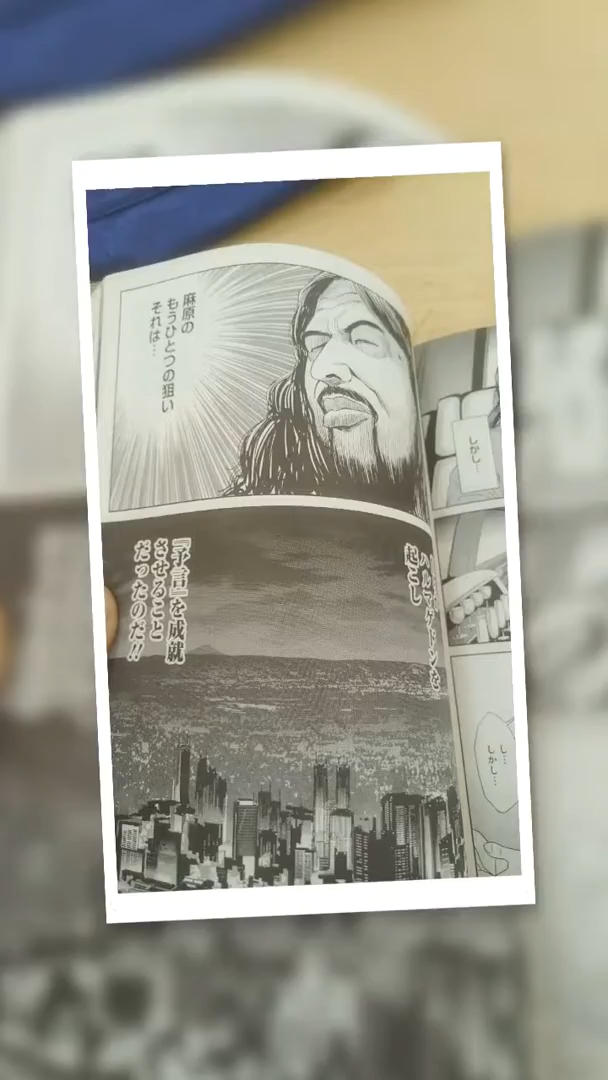 しかし…
し…
しかし…
麻原の
もうひとつの狙い
それは…
ハルマゲドンを
起こし
『予言』を成就
させること
だったのだ!!